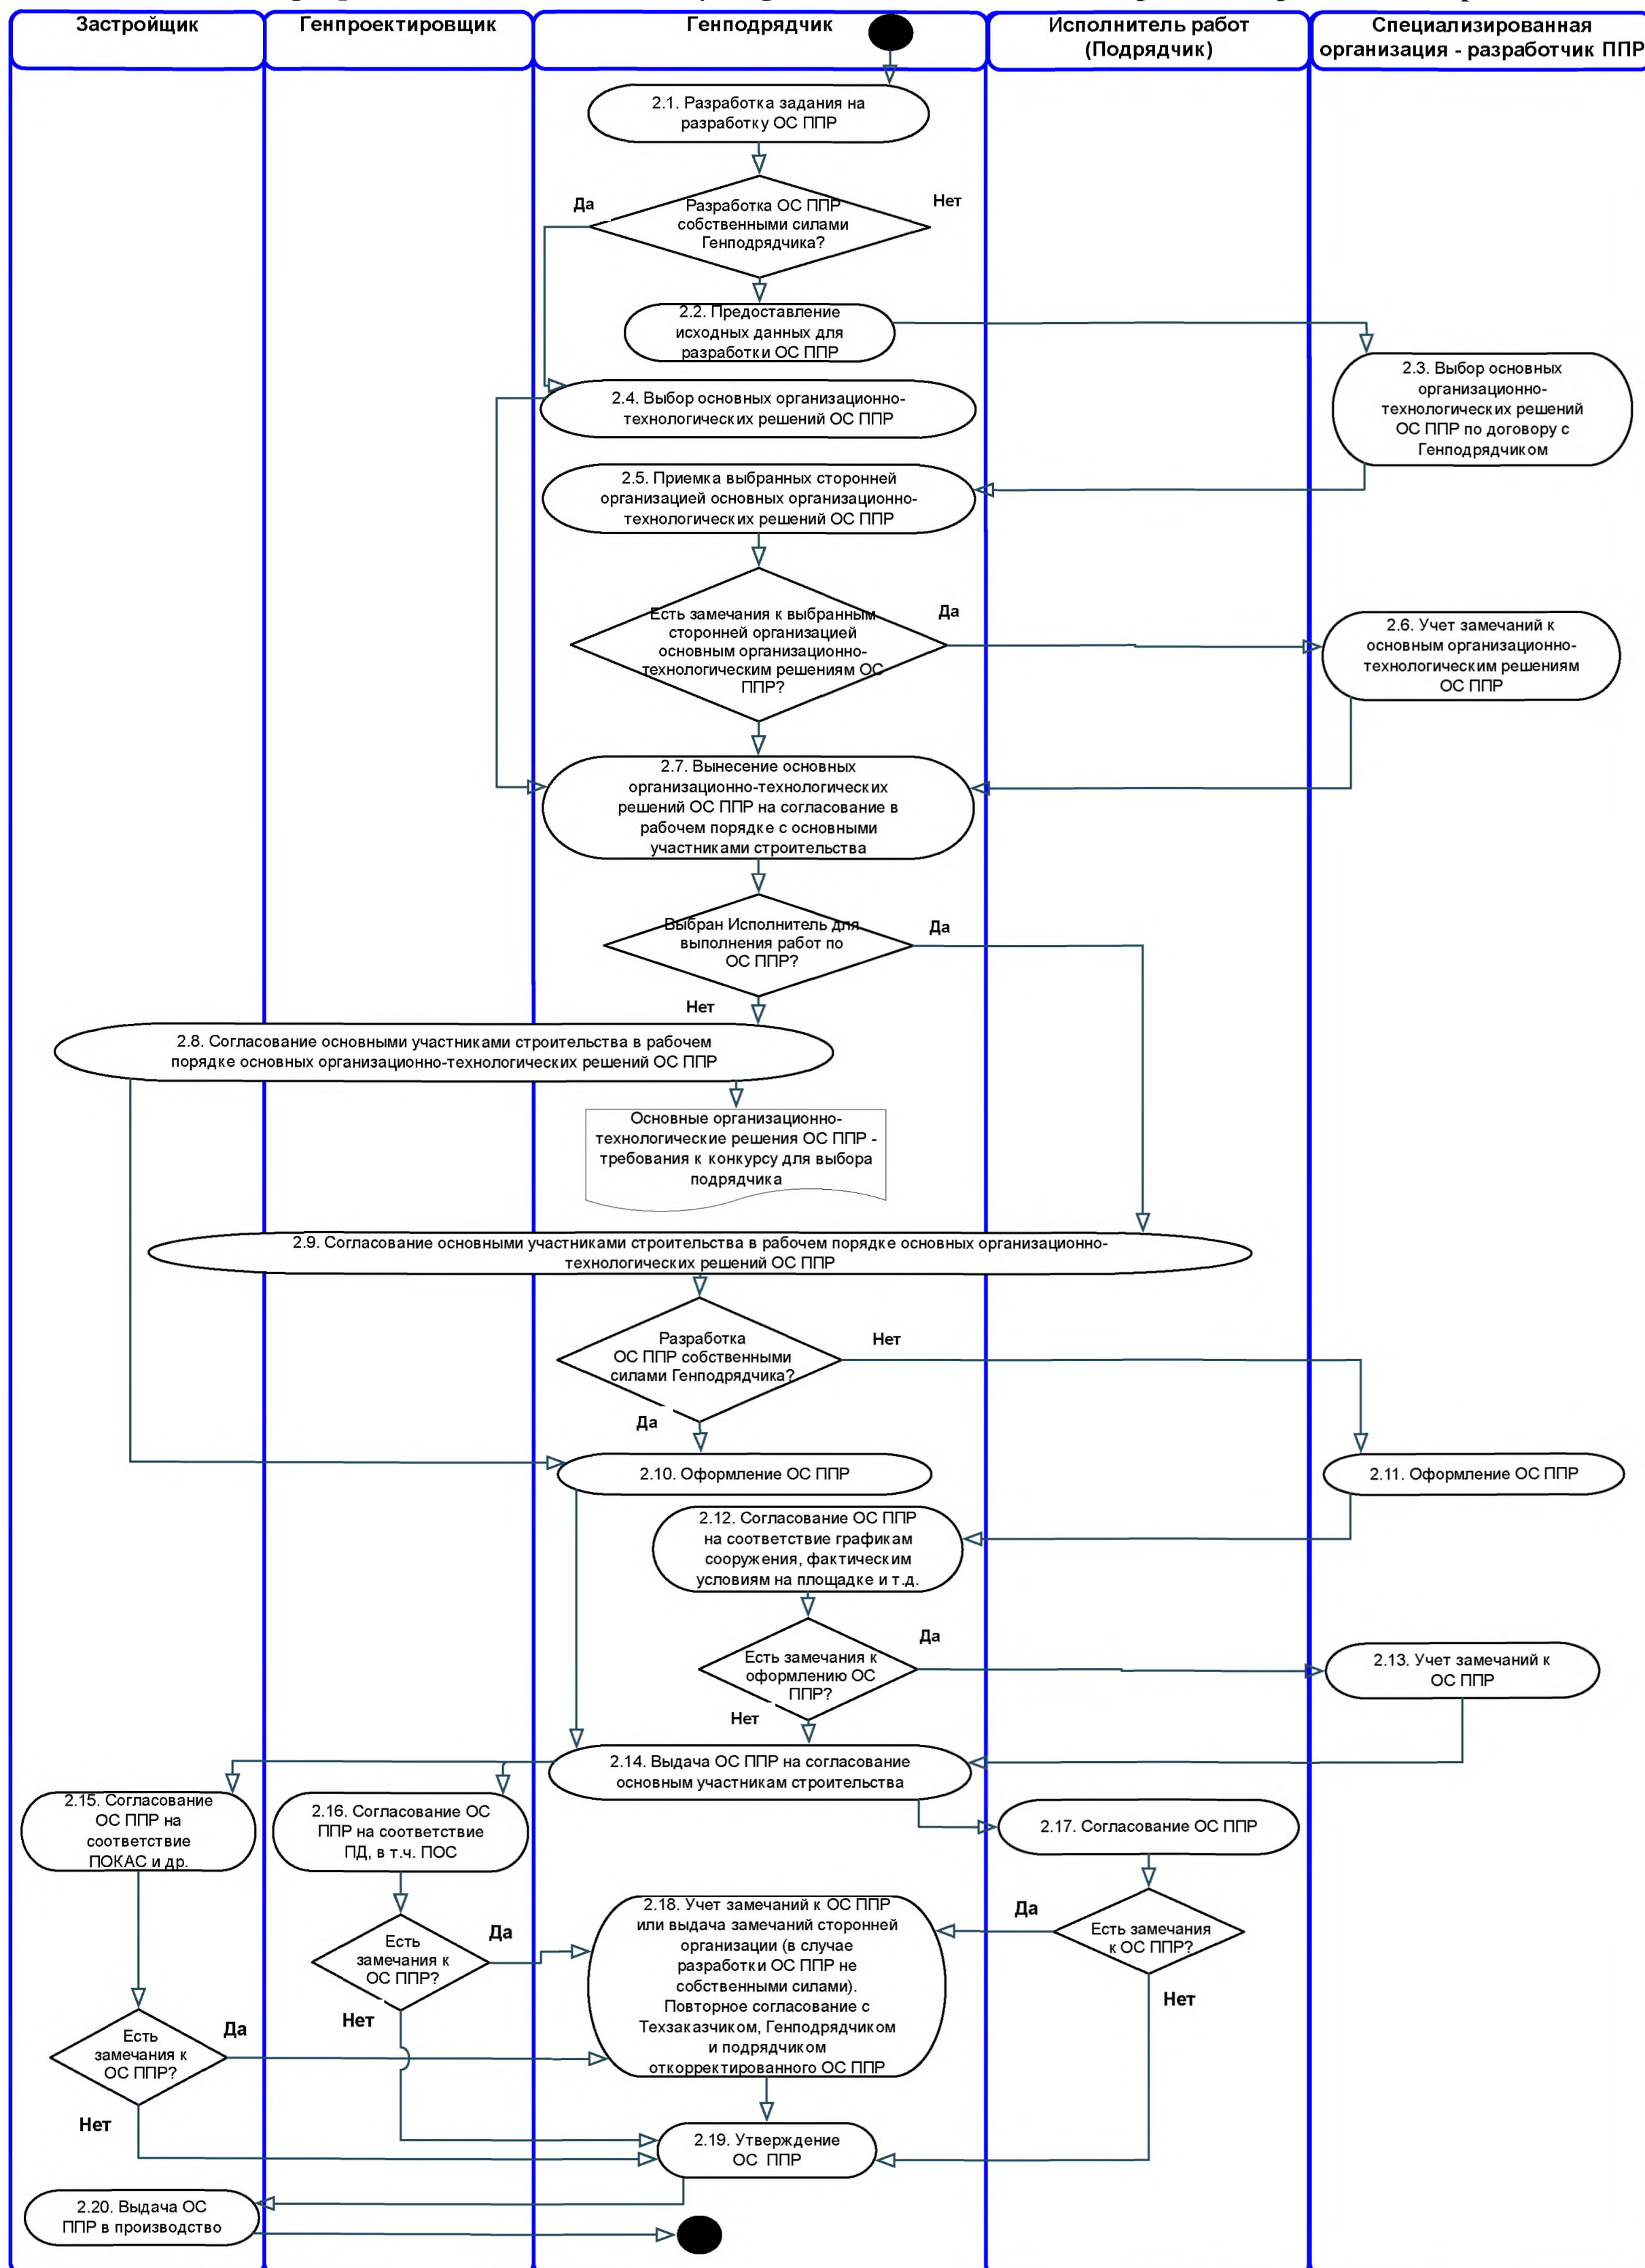 Застройщик
Генпроектировщик
Генподрядчик
Исполнитель работ
(Подрядчик)
Специализированная
организация - разработчик ППР
2.1. Разработка задания на
разработку ОС ППР
Да
Нет
Разработка ОС ППР
собственными силами
Генподрядчика?
2.2. Предоставление
исходных данных для
разработки ОС ППР
2.3. Выбор основных
организационно-
технологических решений
ОС ППР по договору с
Генподрядчиком
2.4. Выбор основных организационно-
технологических решений ОС ППР
2.5. Приемка выбранных сторонней
организацией основных организационно-
технологических решений ОС ППР
Есть замечания к выбранным
сторонней организацией
основным организационно-
технологическим решениям ОС
ППР?
Да
2.6. Учет замечаний к
основным организационно-
технологическим решениям
ОС ППР
2.7. Вынесение основных
организационно-технологических
решений ОС ППР на согласование в
рабочем порядке с основными
участниками строительства
Выбран Исполнитель для
выполнения работ по
ОС ППР?
Да
Нет
2.8. Согласование основными участниками строительства в рабочем
порядке основных организационно-технологических решений ОС ППР
Основные организационно-
технологические решения ОС ППР -
требования к конкурсу для выбора
подрядчика
2.9. Согласование основными участниками строительства в рабочем порядке основных организационно-
технологических решений ОС ППР
Разработка
ОС ППР собственными
силами Генподрядчика?
Нет
Да
2.10. Оформление ОС ППР
2.11. Оформление ОС ППР
2.12. Согласование ОС ППР
на соответствие графикам
сооружения, фактическим
условиям на площадке и т.д.
Есть замечания к
оформлению ОС
ППР?
Да
Нет
2.13. Учет замечаний к
ОС ППР
2.14. Выдача ОС ППР на согласование
основным участникам строительства
2.15. Согласование
ОС ППР на
соответствие
ПОКАС и др.
2.16. Согласование ОС
ППР на соответствие
ПД, в т.ч. ПОС
2.17. Согласование ОС ППР
2.18. Учет замечаний к ОС ППР
или выдача замечаний сторонней
организации (в случае
разработки ОС ППР не
собственными силами).
Повторное согласование с
Техзаказчиком, Генподрядчиком
и подрядчиком
откорректированного ОС ППР
Да
Есть замечания
к ОС ППР?
Нет
Есть
замечания к
ОС ППР?
Да
Нет
Есть
замечания к
ОС ППР?
Да
Нет
2.19. Утверждение
ОС ППР
2.20. Выдача ОС
ППР в производство